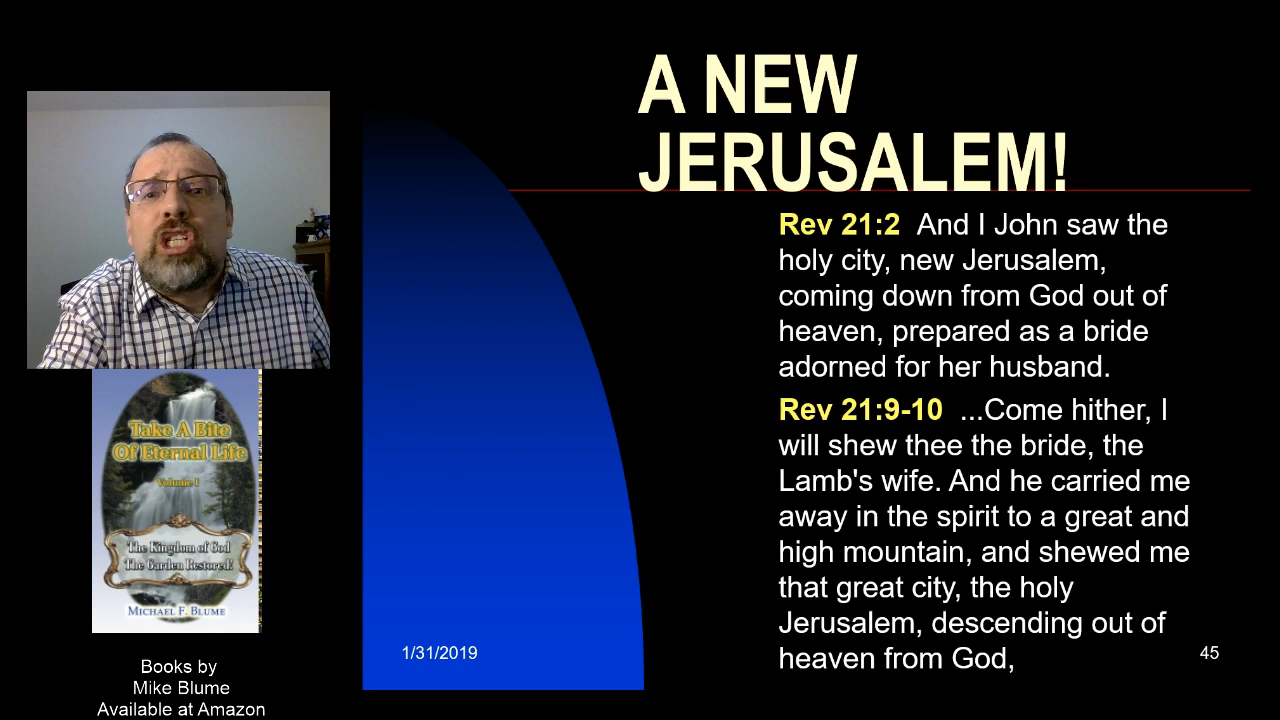 A NEW
JERUSALEM!
Rev 21:2 And I John saw the
holy city, new Jerusalem,
coming down from God out of
heaven, prepared as a bride
adorned for her husband.
Rev 21:9-10 ...Come hither, I
will shew thee the bride, the
Lamb's wife. And he carried me
away in the spirit to a great and
high mountain, and shewed me
that great city, the holy
Jerusalem, descending out of
heaven from God,
1/31/2019
45
Take A Bite
Of Eternal Life
Volume I
The Kingdom of God
The Garden Restored!
MICHAEL F. BLUME
Books by
Mike Blume
Available at Amazon